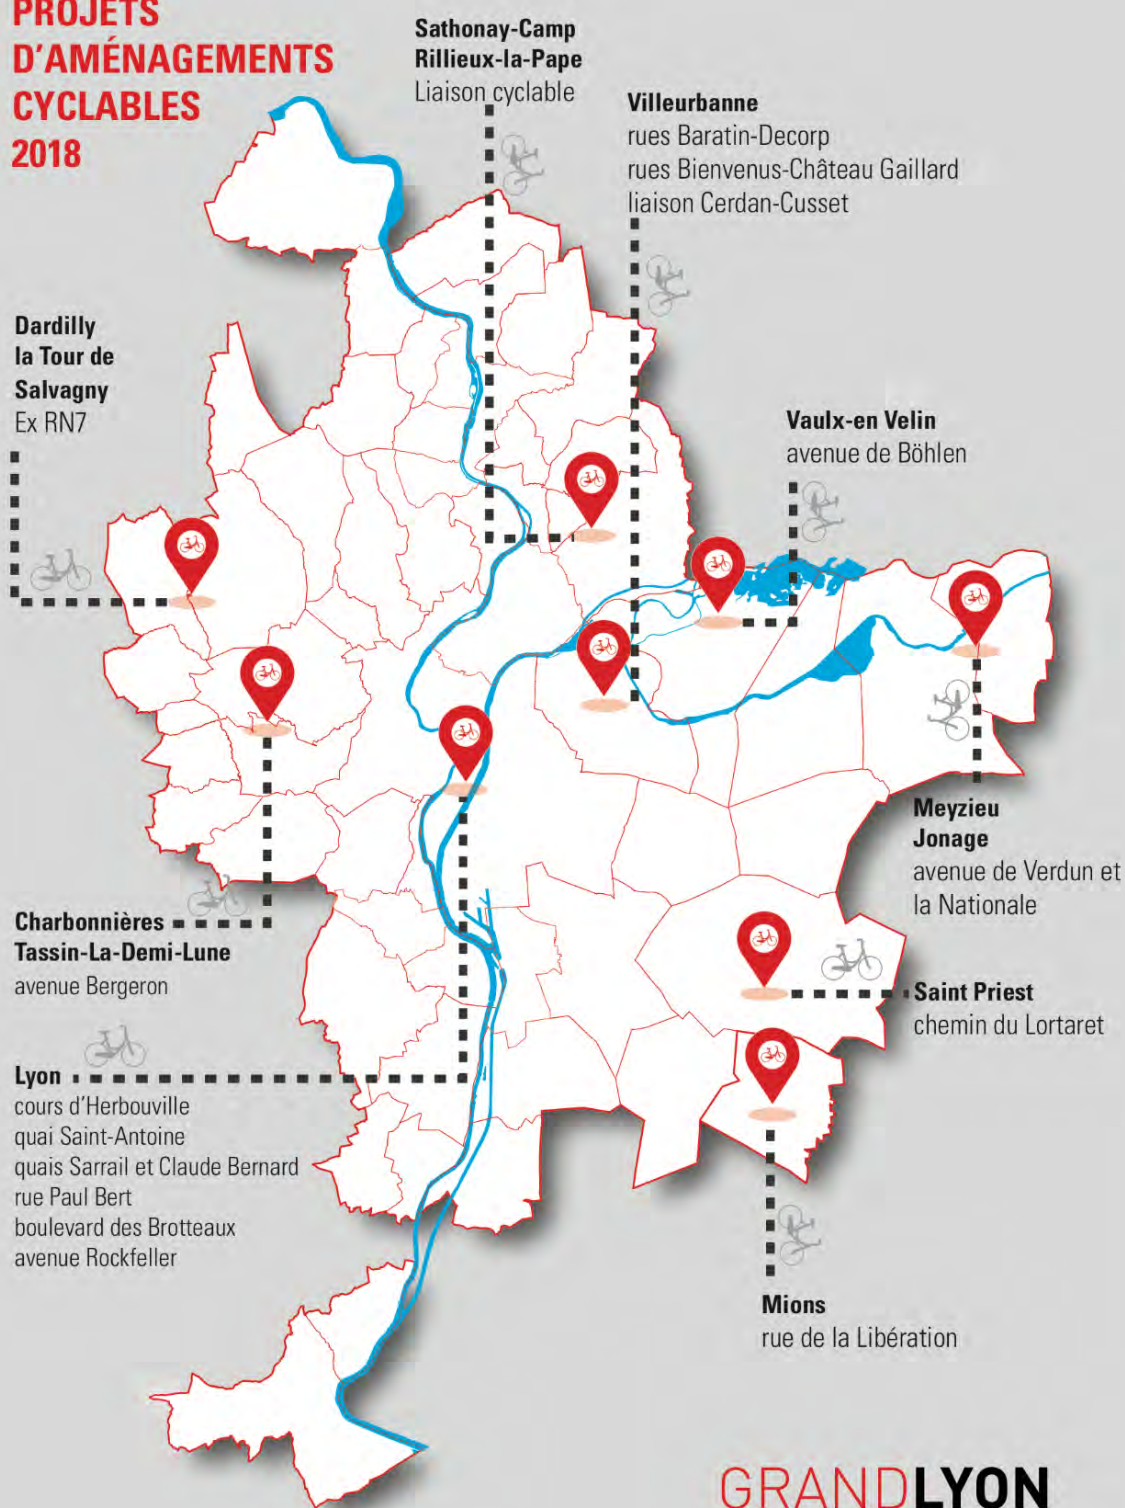 PROJETS
D'AMÉNAGEMENTS
CYCLABLES
2018
Sathonay-Camp
Rillieux-la-Pape
Liaison cyclable
Villeurbanne
rues Baratin-Decorp
rues Bienvenus-Château Gaillard
liaison Cerdan-Cusset
Dardilly
la Tour de
Salvagny
Ex RN7
Vaulx-en Velin
avenue de Böhlen
Meyzieu
Jonage
avenue de Verdun et
la Nationale
Charbonnières
Tassin-La-Demi-Lune
avenue Bergeron
Saint Priest
chemin du Lortaret
Lyon
cours d'Herbouville
quai Saint-Antoine
quais Sarrail et Claude Bernard
rue Paul Bert
boulevard des Brotteaux
avenue Rockfeller
Mions
rue de la Libération
GRANDLYON